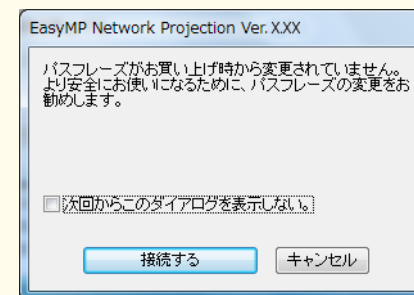 EasyMP Network Projection Ver.X.XX
パスフレーズがお買い上げ時から変更されていません。
より安全にお使いになるために、パスフレーズの変更をお
勧めします。
次回からこのダイアログを表示しない。
接続する
キャンセル